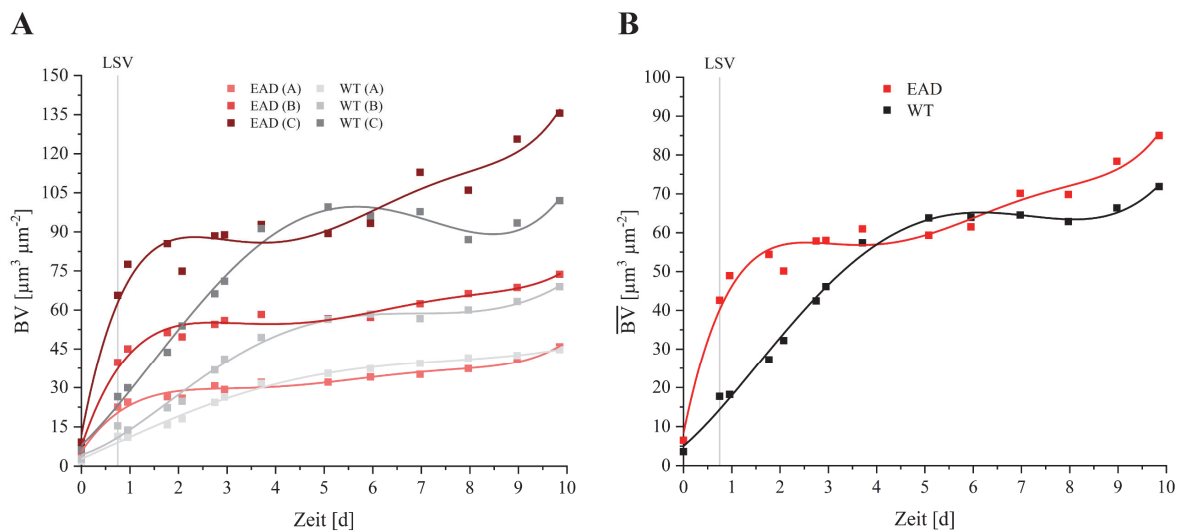 A
LSV
EAD (A)
WT (A)
EAD (B)
WT (B)
EAD (C)
WT (C)
150
135
120
105
90
75
60
45
30
15
0
BV [µm³ µm⁻²]
0 1 2 3 4 5 6 7 8 9 10
Zeit [d]
B
LSV
EAD
WT
100
90
80
70
60
50
40
30
20
10
0
B̅V̅ [µm³ µm⁻²]
0 1 2 3 4 5 6 7 8 9 10
Zeit [d]